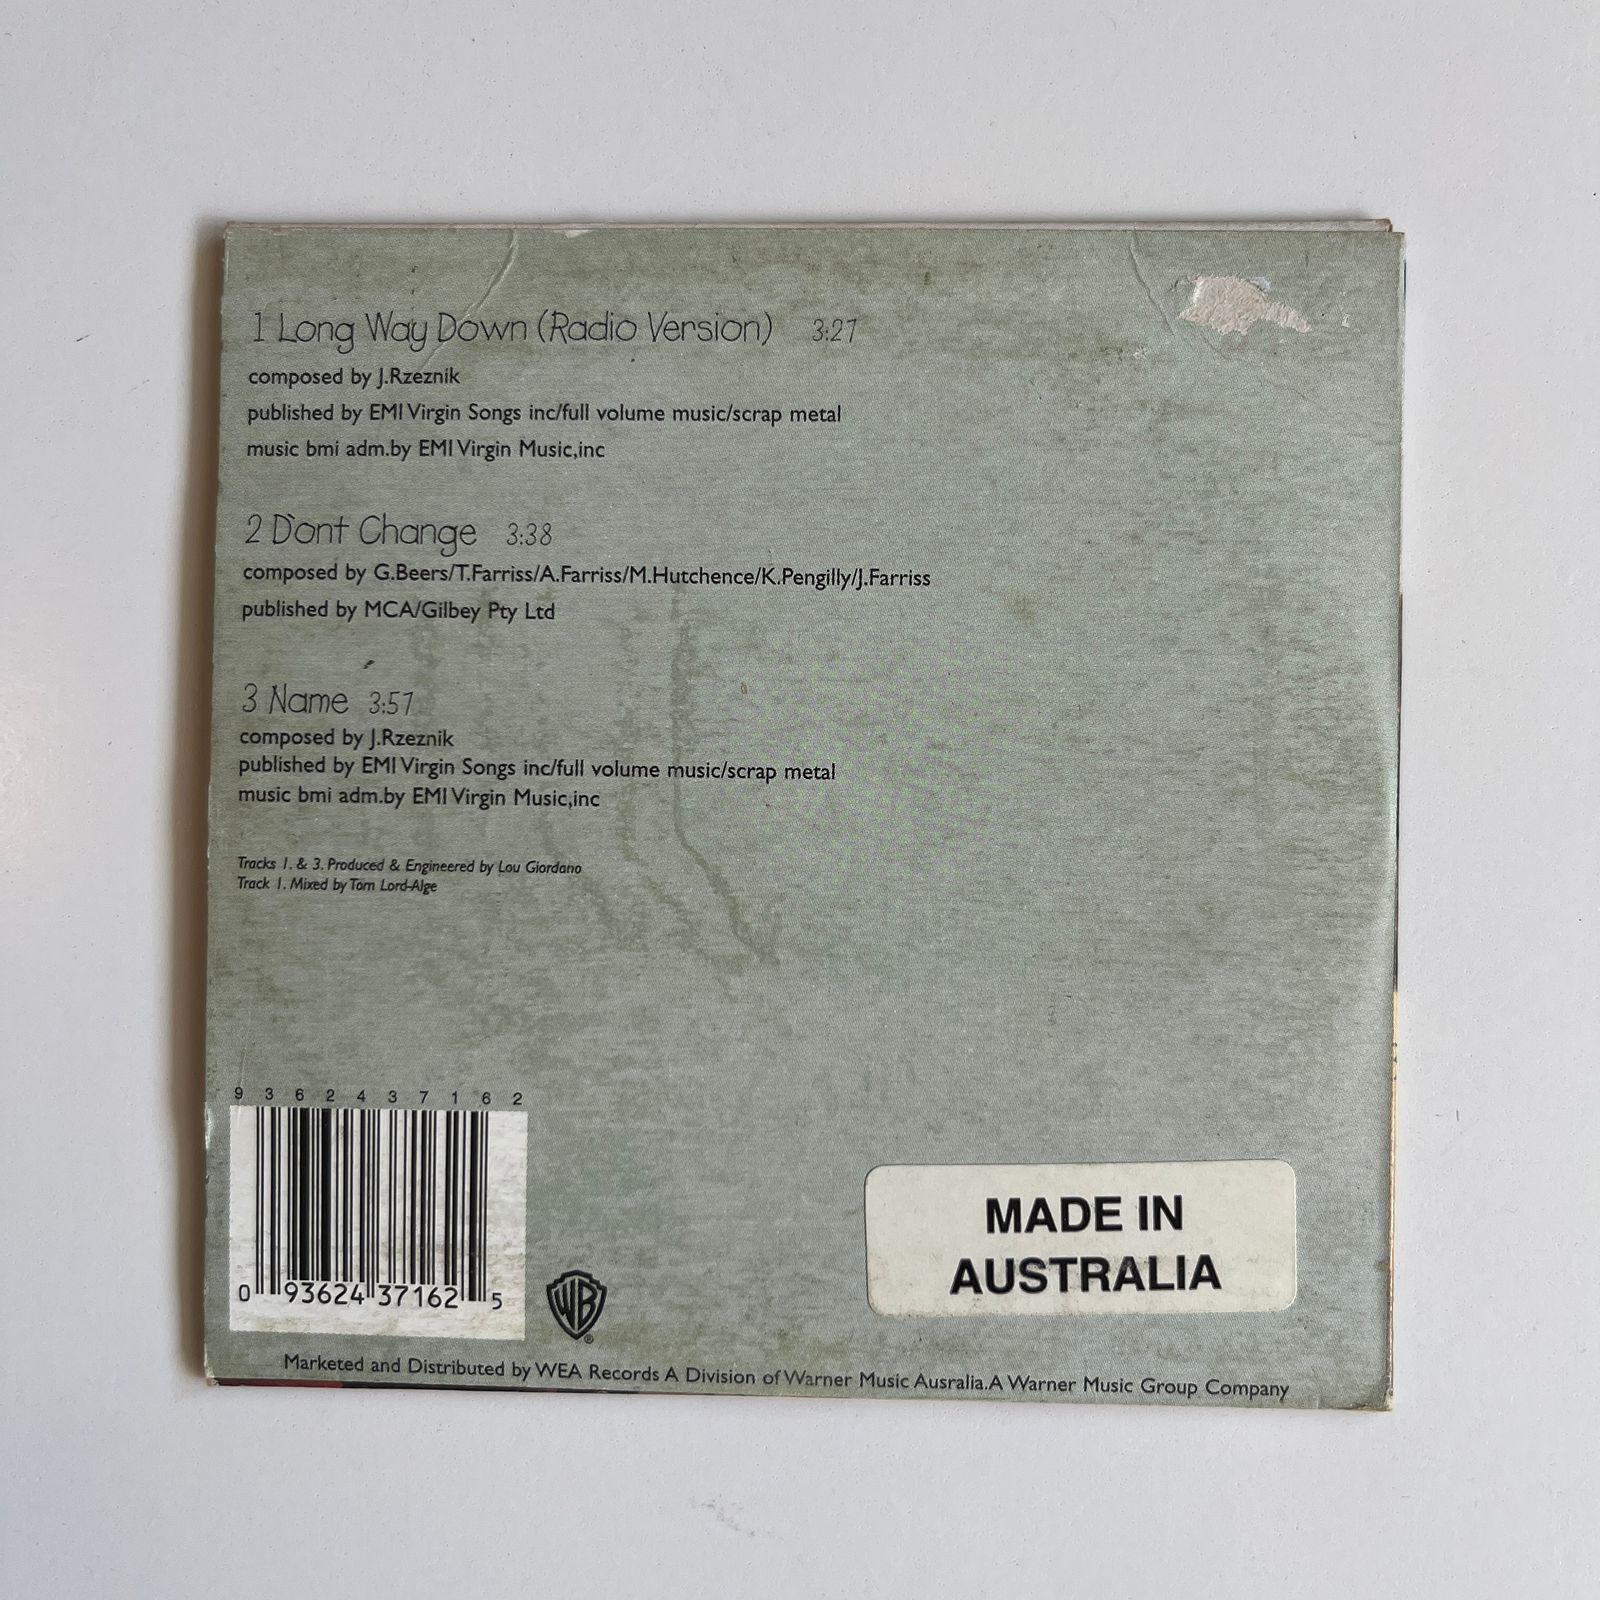 1 Long Way Down (Radio Version) 3:27
composed by J.Rzeznik
published by EMI Virgin Songs inc/full volume music/scrap metal
music bmi adm.by EMI Virgin Music,inc
2 D'ont Change 3:38
composed by G.Beers/T.Farriss/A.Farriss/M.Hutchence/K.Pengilly/J.Farriss
published by MCA/Gilbey Pty Ltd
3 Name 3:57
composed by J.Rzeznik
published by EMI Virgin Songs inc/full volume music/scrap metal
music bmi adm.by EMI Virgin Music,inc
Tracks 1. & 3. Produced & Engineered by Lou Giordano
Track 1. Mixed by Tom Lord-Alge
9 3 6 2 4 3 7 1 6 2
0 93624 37162 5
WB ®
MADE IN
AUSTRALIA
Marketed and Distributed by WEA Records A Division of Warner Music Ausralia.A Warner Music Group Company